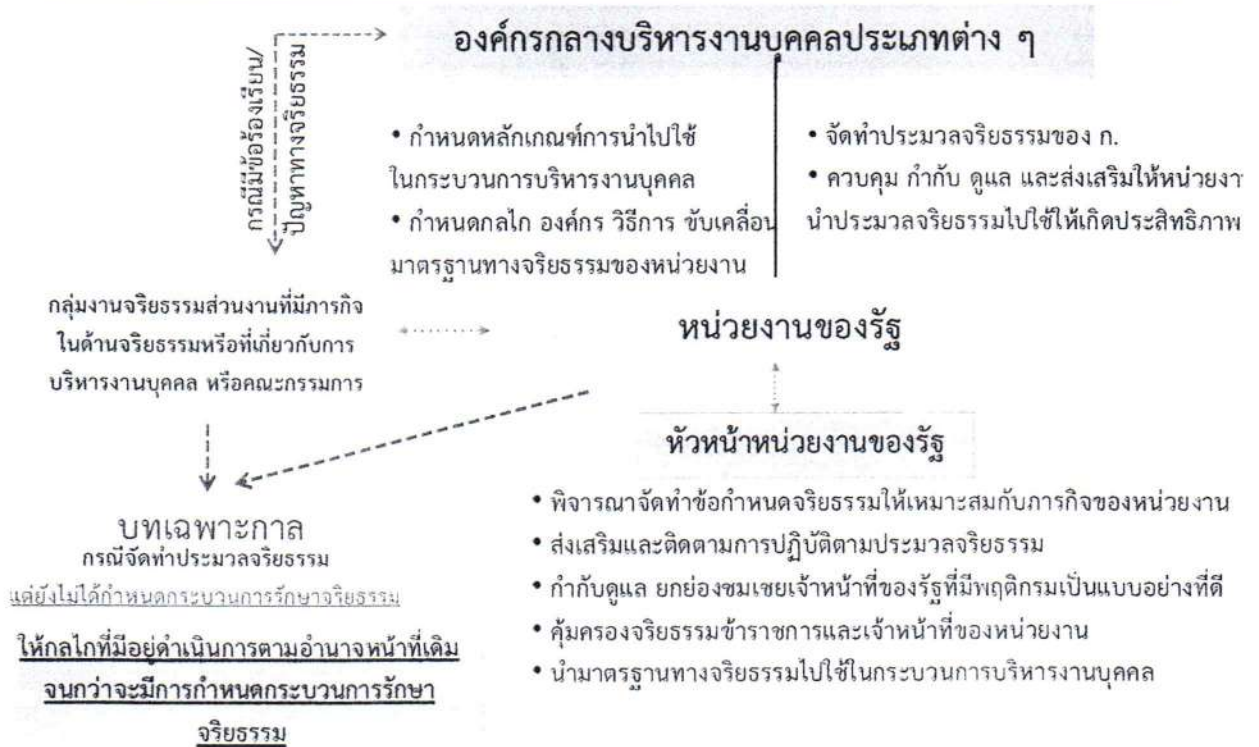 องค์กรกลางบริหารงานบุคคลประเภทต่าง ๆ
กรณีมีข้อร้องเรียน/
ปัญหาทางจริยธรรม
• กำหนดหลักเกณฑ์การนำไปใช้
ในกระบวนการบริหารงานบุคคล
• กำหนดกลไก องค์กร วิธีการ ขับเคลื่อน
มาตรฐานทางจริยธรรมของหน่วยงาน
• จัดทำประมวลจริยธรรมของ ก.
• ควบคุม กำกับ ดูแล และส่งเสริมให้หน่วยงา
นำประมวลจริยธรรมไปใช้ให้เกิดประสิทธิภาพ
กลุ่มงานจริยธรรมส่วนงานที่มีภารกิจ
ในด้านจริยธรรมหรือที่เกี่ยวกับการ
บริหารงานบุคคล หรือคณะกรรมการ
หน่วยงานของรัฐ
หัวหน้าหน่วยงานของรัฐ
• พิจารณาจัดทำข้อกำหนดจริยธรรมให้เหมาะสมกับภารกิจของหน่วยงาน
• ส่งเสริมและติดตามการปฏิบัติตามประมวลจริยธรรม
• กำกับดูแล ยกย่องชมเชยเจ้าหน้าที่ของรัฐที่มีพฤติกรมเป็นแบบอย่างที่ดี
• คุ้มครองจริยธรรมข้าราชการและเจ้าหน้าที่ของหน่วยงาน
• นำมาตรฐานทางจริยธรรมไปใช้ในกระบวนการบริหารงานบุคคล
บทเฉพาะกาล
กรณีจัดทำประมวลจริยธรรม
แต่ยังไม่ได้กำหนดกระบวนการรักษาจริยธรรม
ให้กลไกที่มีอยู่ดำเนินการตามอำนาจหน้าที่เดิม
จนกว่าจะมีการกำหนดกระบวนการรักษา
จริยธรรม